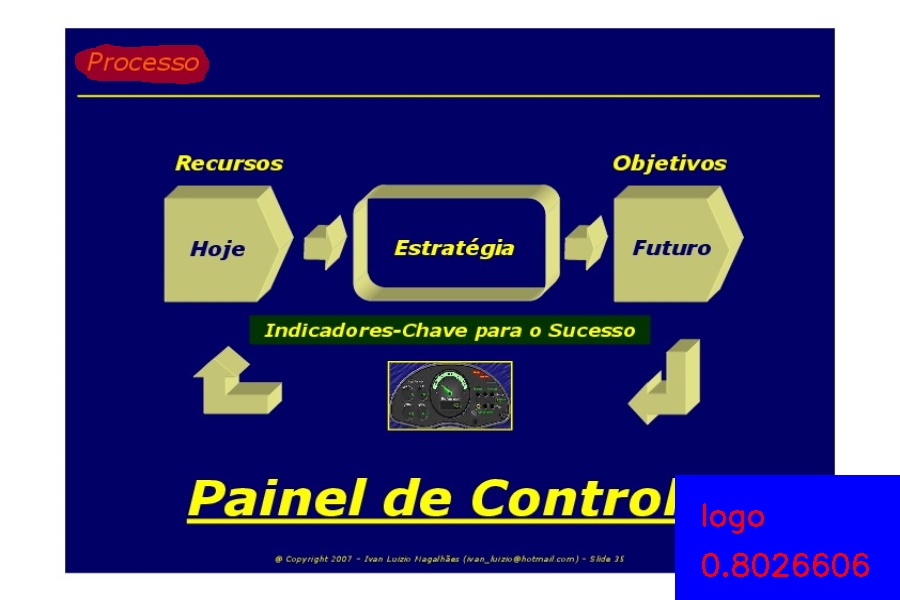 Processo
Recursos
Objetivos
Hoje
Estratégia
Futuro
Indicadores-Chave para o Sucesso
Painel de Control
@ Copyright 2007 - Ivan Luizio Magalhães (ivan_luizio@hotmail.com) - Slide 35
logo
0.8026606